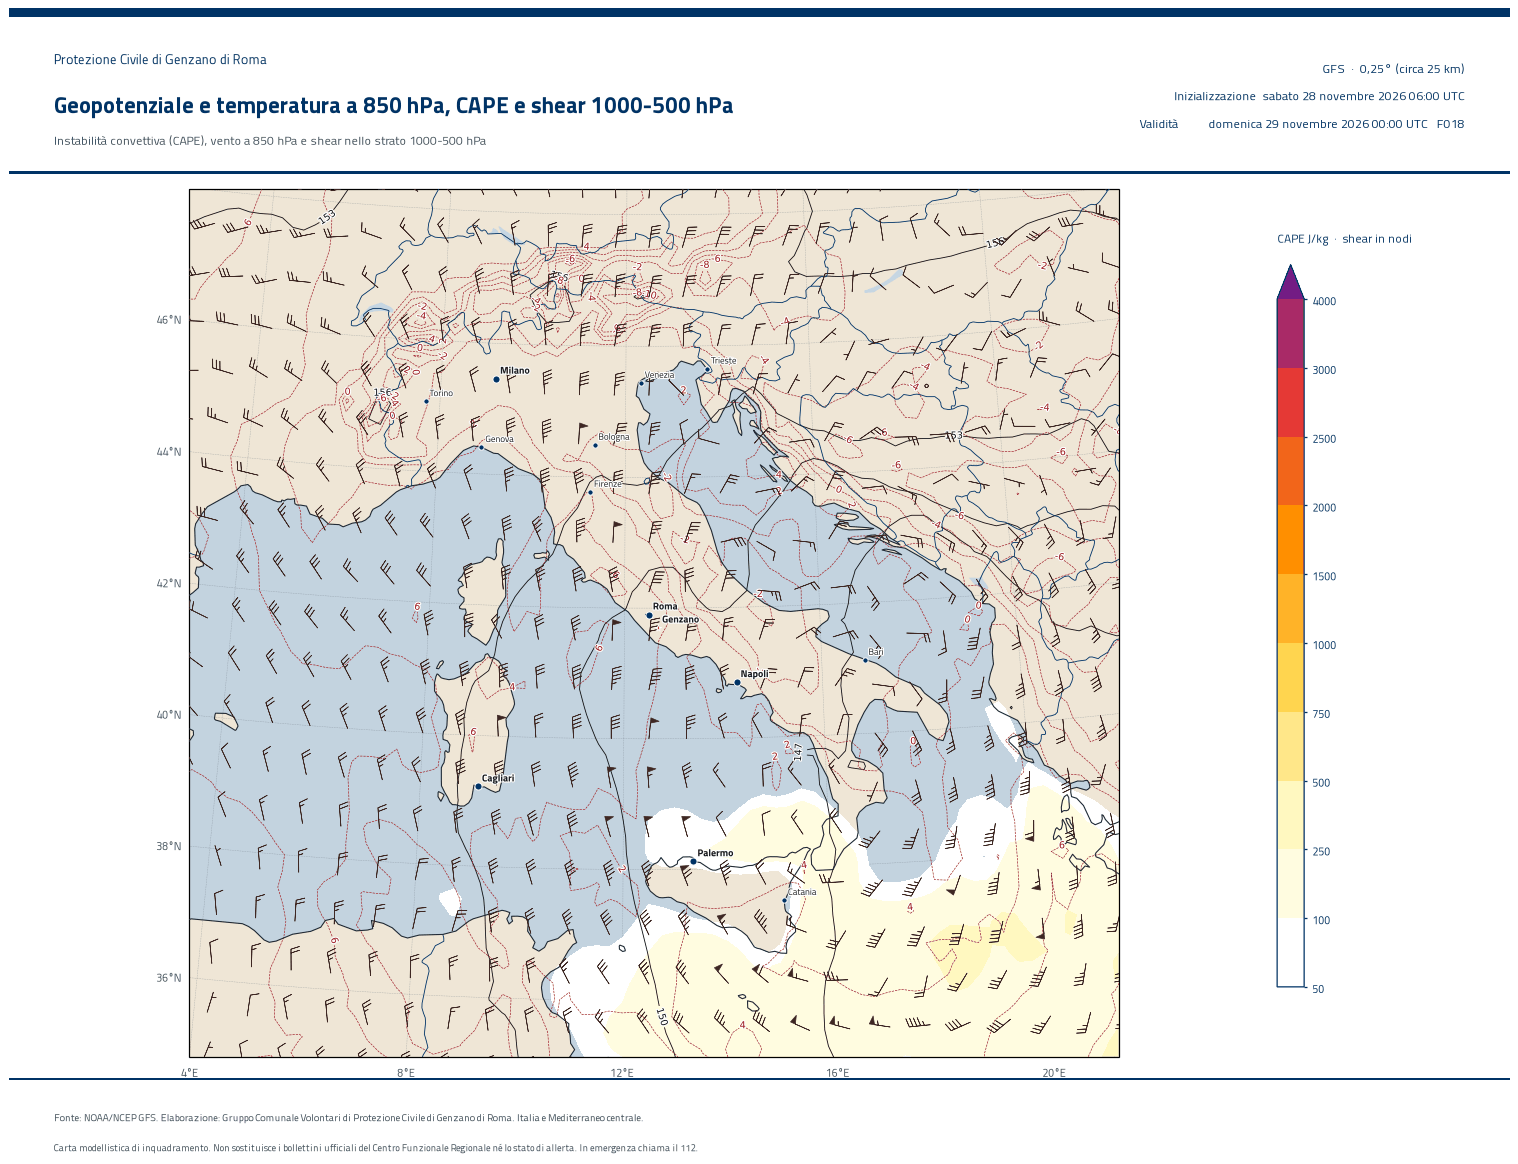 Protezione Civile di Genzano di Roma
Geopotenziale e temperatura a 850 hPa, CAPE e shear 1000-500 hPa
Instabilità convettiva (CAPE), vento a 850 hPa e shear nello strato 1000-500 hPa
GFS · 0,25° (circa 25 km)
Inizializzazione sabato 28 novembre 2026 06:00 UTC
Validità domenica 29 novembre 2026 00:00 UTC F018
CAPE J/kg · shear in nodi
4000
3000
2500
2000
1500
1000
750
500
250
100
50
46°N
44°N
42°N
40°N
38°N
36°N
4°E
8°E
12°E
16°E
20°E
Milano
Torino
Venezia
Trieste
Genova
Bologna
Firenze
Roma
Genzano
Napoli
Bari
Cagliari
Palermo
Catania
153
156
153
147
150
Fonte: NOAA/NCEP GFS. Elaborazione: Gruppo Comunale Volontari di Protezione Civile di Genzano di Roma. Italia e Mediterraneo centrale.
Carta modellistica di inquadramento. Non sostituisce i bollettini ufficiali del Centro Funzionale Regionale né lo stato di allerta. In emergenza chiama il 112.